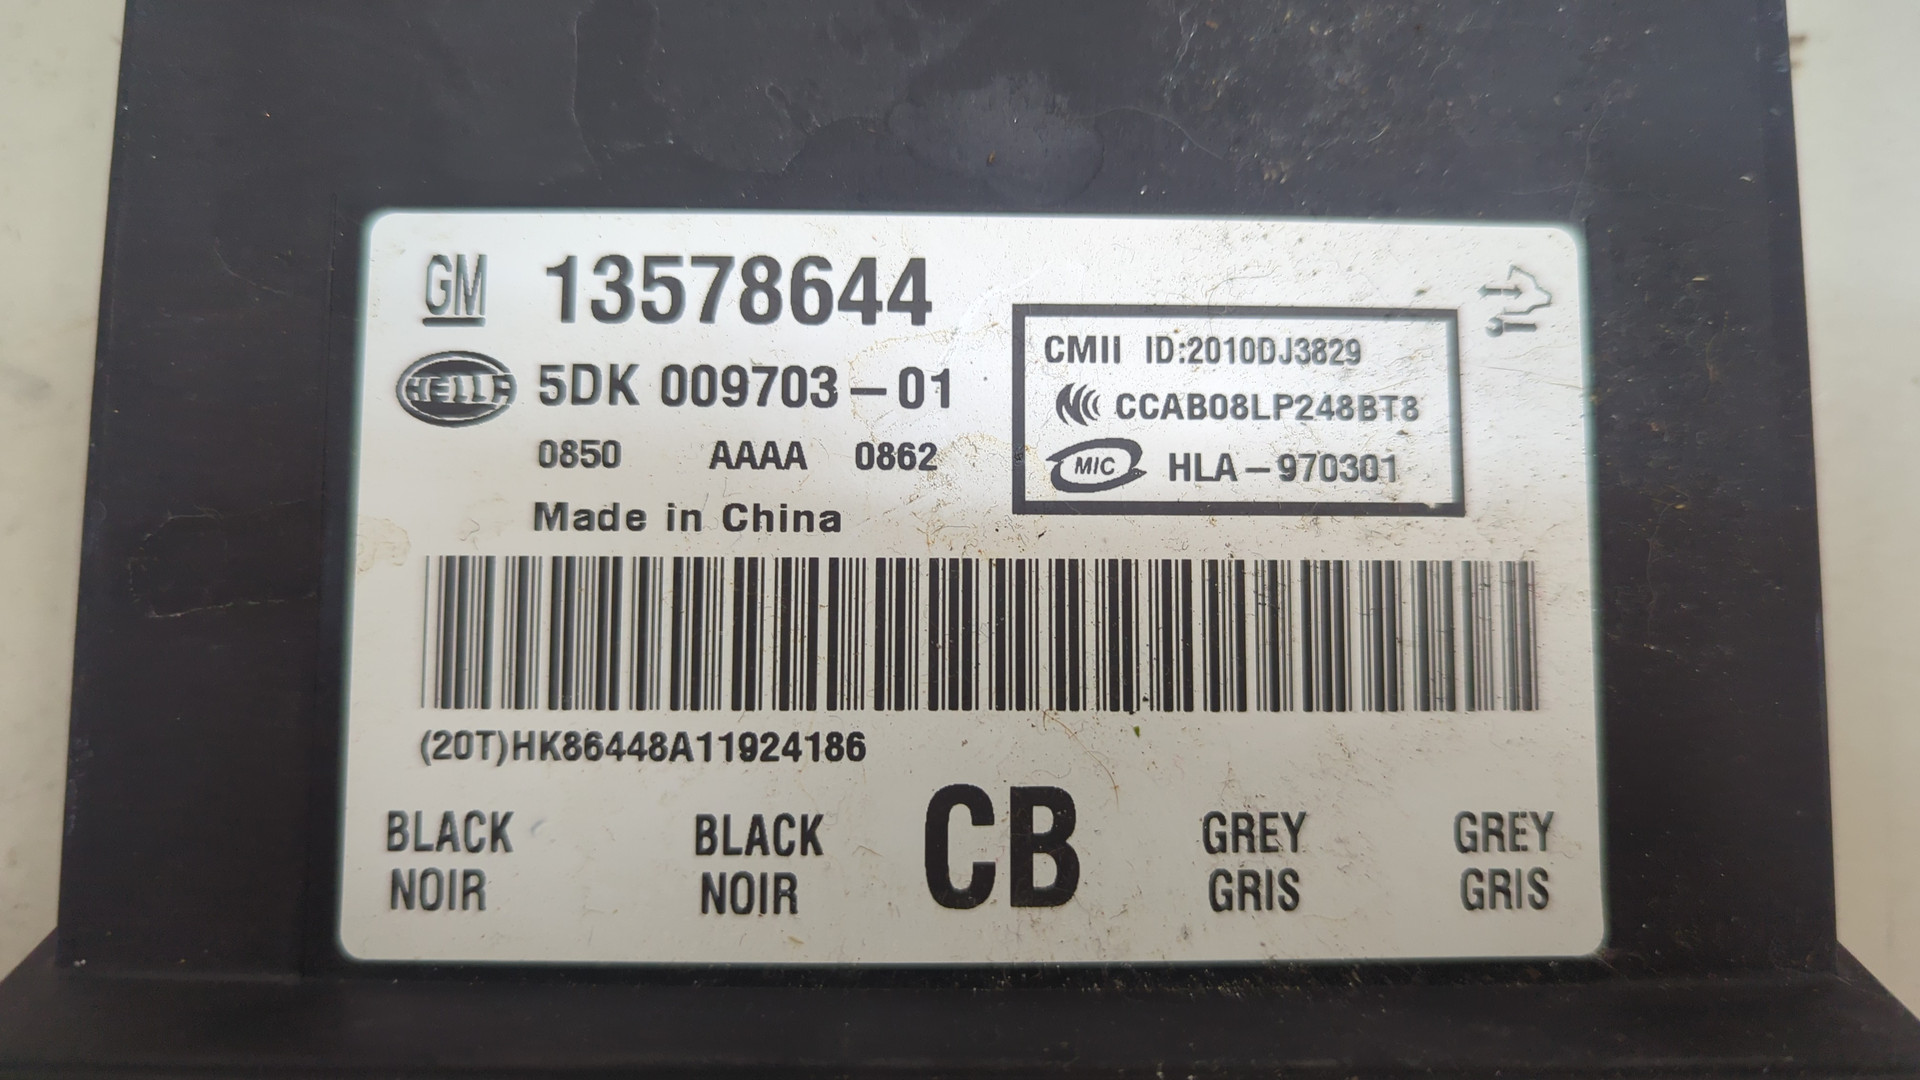 GM 13578644
HELLA 5DK 009703-01
0850 AAAA 0862
Made in China
CMII ID:2010DJ3829
CCAB08LP248BT8
MIC HLA-970301
(20T)HK86448A11924186
BLACK BLACK CB GREY GREY
NOIR NOIR GRIS GRIS